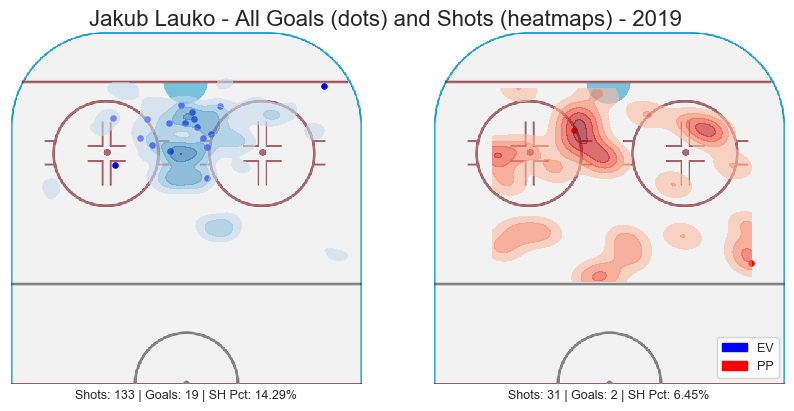 Jakub Lauko - All Goals (dots) and Shots (heatmaps) - 2019
EV
PP
Shots: 133 | Goals: 19 | SH Pct: 14.29%
Shots: 31 | Goals: 2 | SH Pct: 6.45%